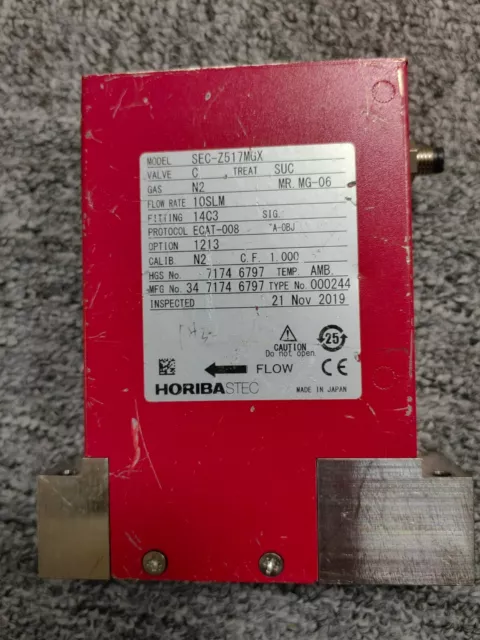 MODEL SEC-Z517MGX
VALVE C TREAT SUC
GAS N2 MR. MG-06
FLOW RATE 10SLM
FITTING 14C3 SIG.
PROTOCOL ECAT-008 "A-OBJ
OPTION 1213
CALIB. N2 C.F. 1.000
HGS No. 7174 6797 TEMP. AMB.
MFG No. 34 7174 6797 TYPE No. 000244
INSPECTED 21 Nov 2019
25
CAUTION
Do not open
FLOW CE
HORIBASTEC MADE IN JAPAN